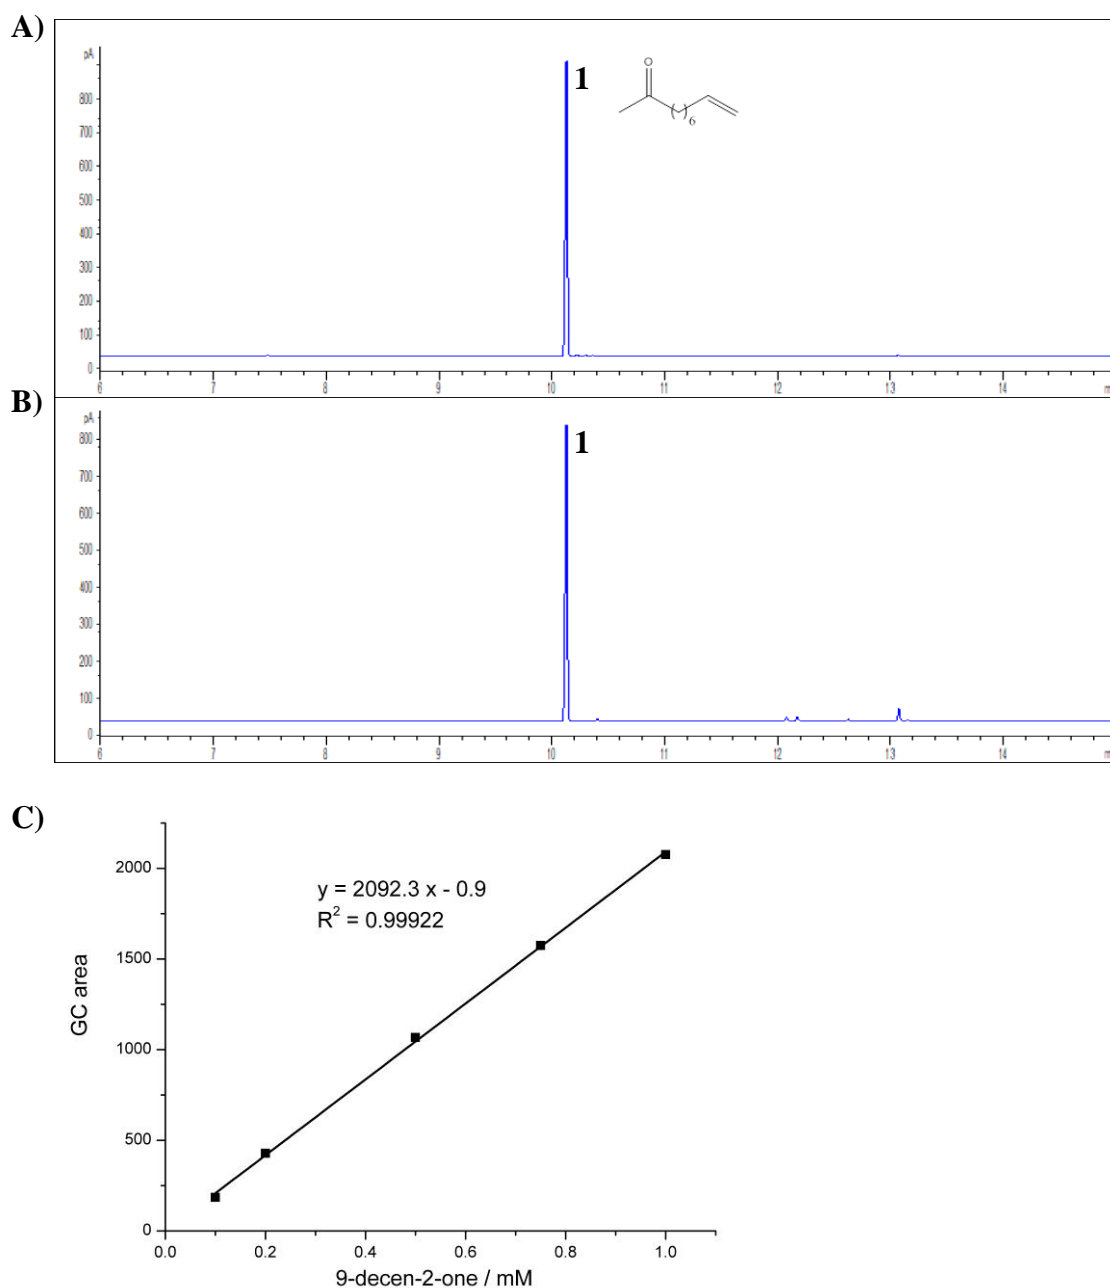 A)
pA
1
O
( )6
800
700
600
500
400
300
200
100
0
6 7 8 9 10 11 12 13 14 m
B)
pA
1
800
700
600
500
400
300
200
100
0
6 7 8 9 10 11 12 13 14 m
C)
2000
y = 2092.3 x - 0.9
R² = 0.99922
1500
GC area
1000
500
0
0.0 0.2 0.4 0.6 0.8 1.0
9-decen-2-one / mM